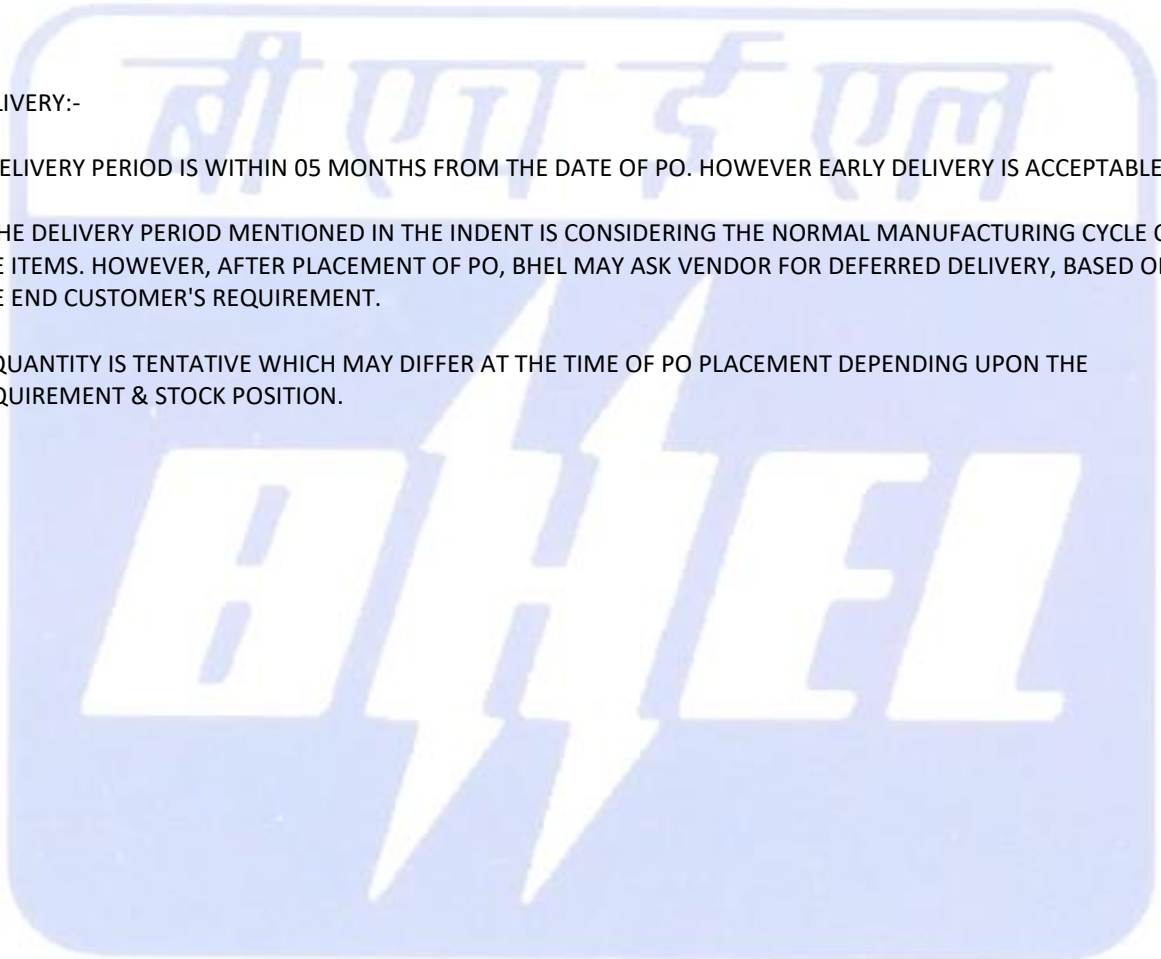 बी एच ई एल
LIVERY:-
ELIVERY PERIOD IS WITHIN 05 MONTHS FROM THE DATE OF PO. HOWEVER EARLY DELIVERY IS ACCEPTABLE
HE DELIVERY PERIOD MENTIONED IN THE INDENT IS CONSIDERING THE NORMAL MANUFACTURING CYCLE
E ITEMS. HOWEVER, AFTER PLACEMENT OF PO, BHEL MAY ASK VENDOR FOR DEFERRED DELIVERY, BASED O
E END CUSTOMER'S REQUIREMENT.
QUANTITY IS TENTATIVE WHICH MAY DIFFER AT THE TIME OF PO PLACEMENT DEPENDING UPON THE
QUIREMENT & STOCK POSITION.
BHEL